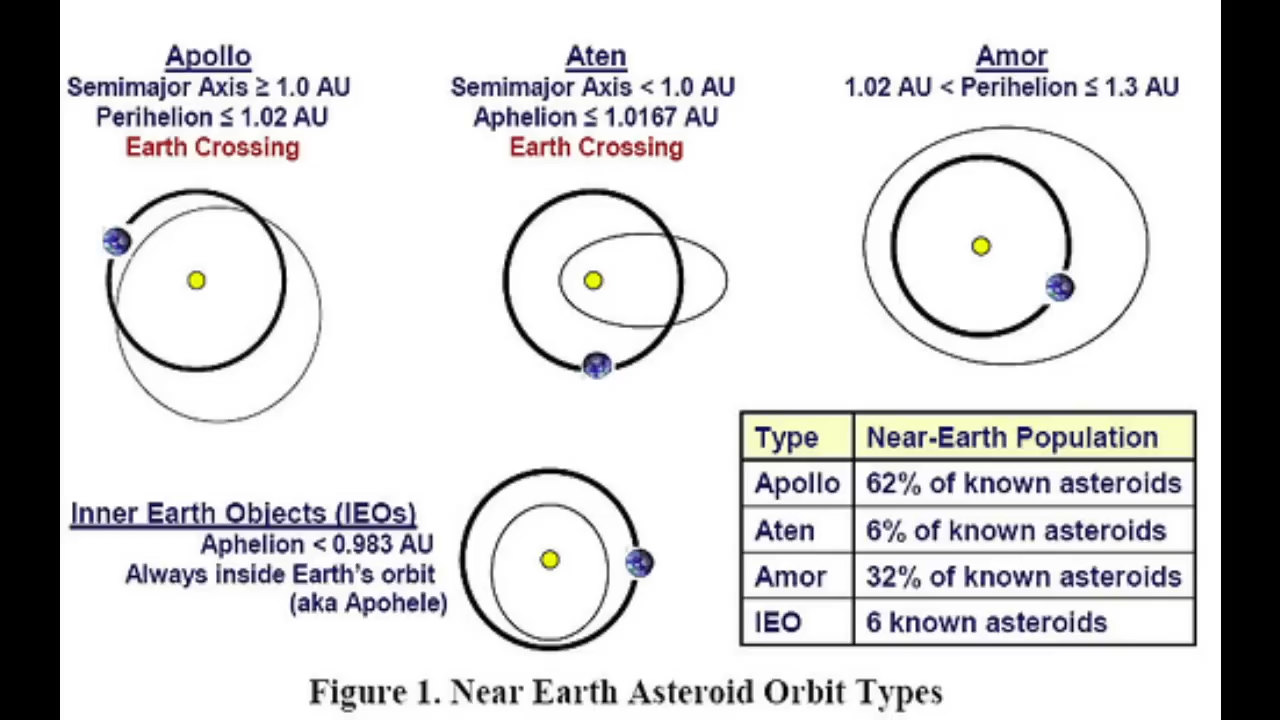 Apollo
Semimajor Axis ≥ 1.0 AU
Perihelion ≤ 1.02 AU
Earth Crossing
Aten
Semimajor Axis < 1.0 AU
Aphelion ≤ 1.0167 AU
Earth Crossing
Amor
1.02 AU < Perihelion ≤ 1.3 AU
Inner Earth Objects (IEOs)
Aphelion < 0.983 AU
Always inside Earth's orbit
(aka Apohele)
Type Near-Earth Population
Apollo 62% of known asteroids
Aten 6% of known asteroids
Amor 32% of known asteroids
IEO 6 known asteroids
Figure 1. Near Earth Asteroid Orbit Types